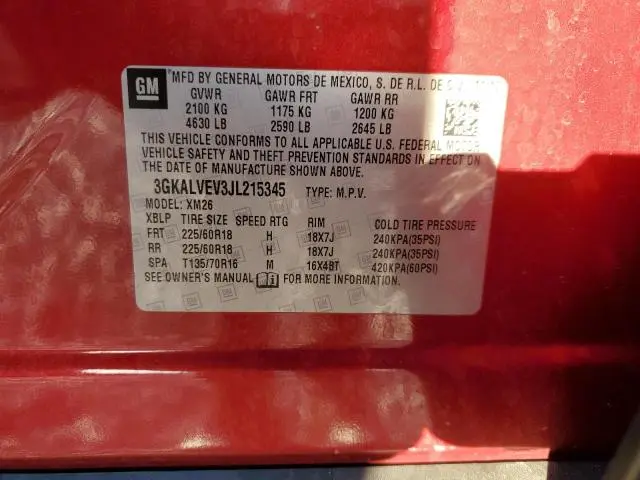 GM
MFD BY GENERAL MOTORS DE MEXICO, S. DE R.L. DE
GVWR GAWR FRT GAWR RR
2100 KG 1175 KG 1200 KG
4630 LB 2590 LB 2645 LB
THIS VEHICLE CONFORMS TO ALL APPLICABLE U.S. FEDERAL MOTOR
VEHICLE SAFETY AND THEFT PREVENTION STANDARDS IN EFFECT ON THE
DATE OF MANUFACTURE SHOWN ABOVE.
3GKALVEV3JL215345 TYPE: M.P.V.
MODEL: XM26
XBLP TIRE SIZE SPEED RTG RIM COLD TIRE PRESSURE
FRT 225/60R18 H 18X7J 240KPA(35PSI)
RR 225/60R18 H 18X7J 240KPA(35PSI)
SPA T135/70R16 M 16X4BT 420KPA(60PSI)
SEE OWNER'S MANUAL FOR MORE INFORMATION.